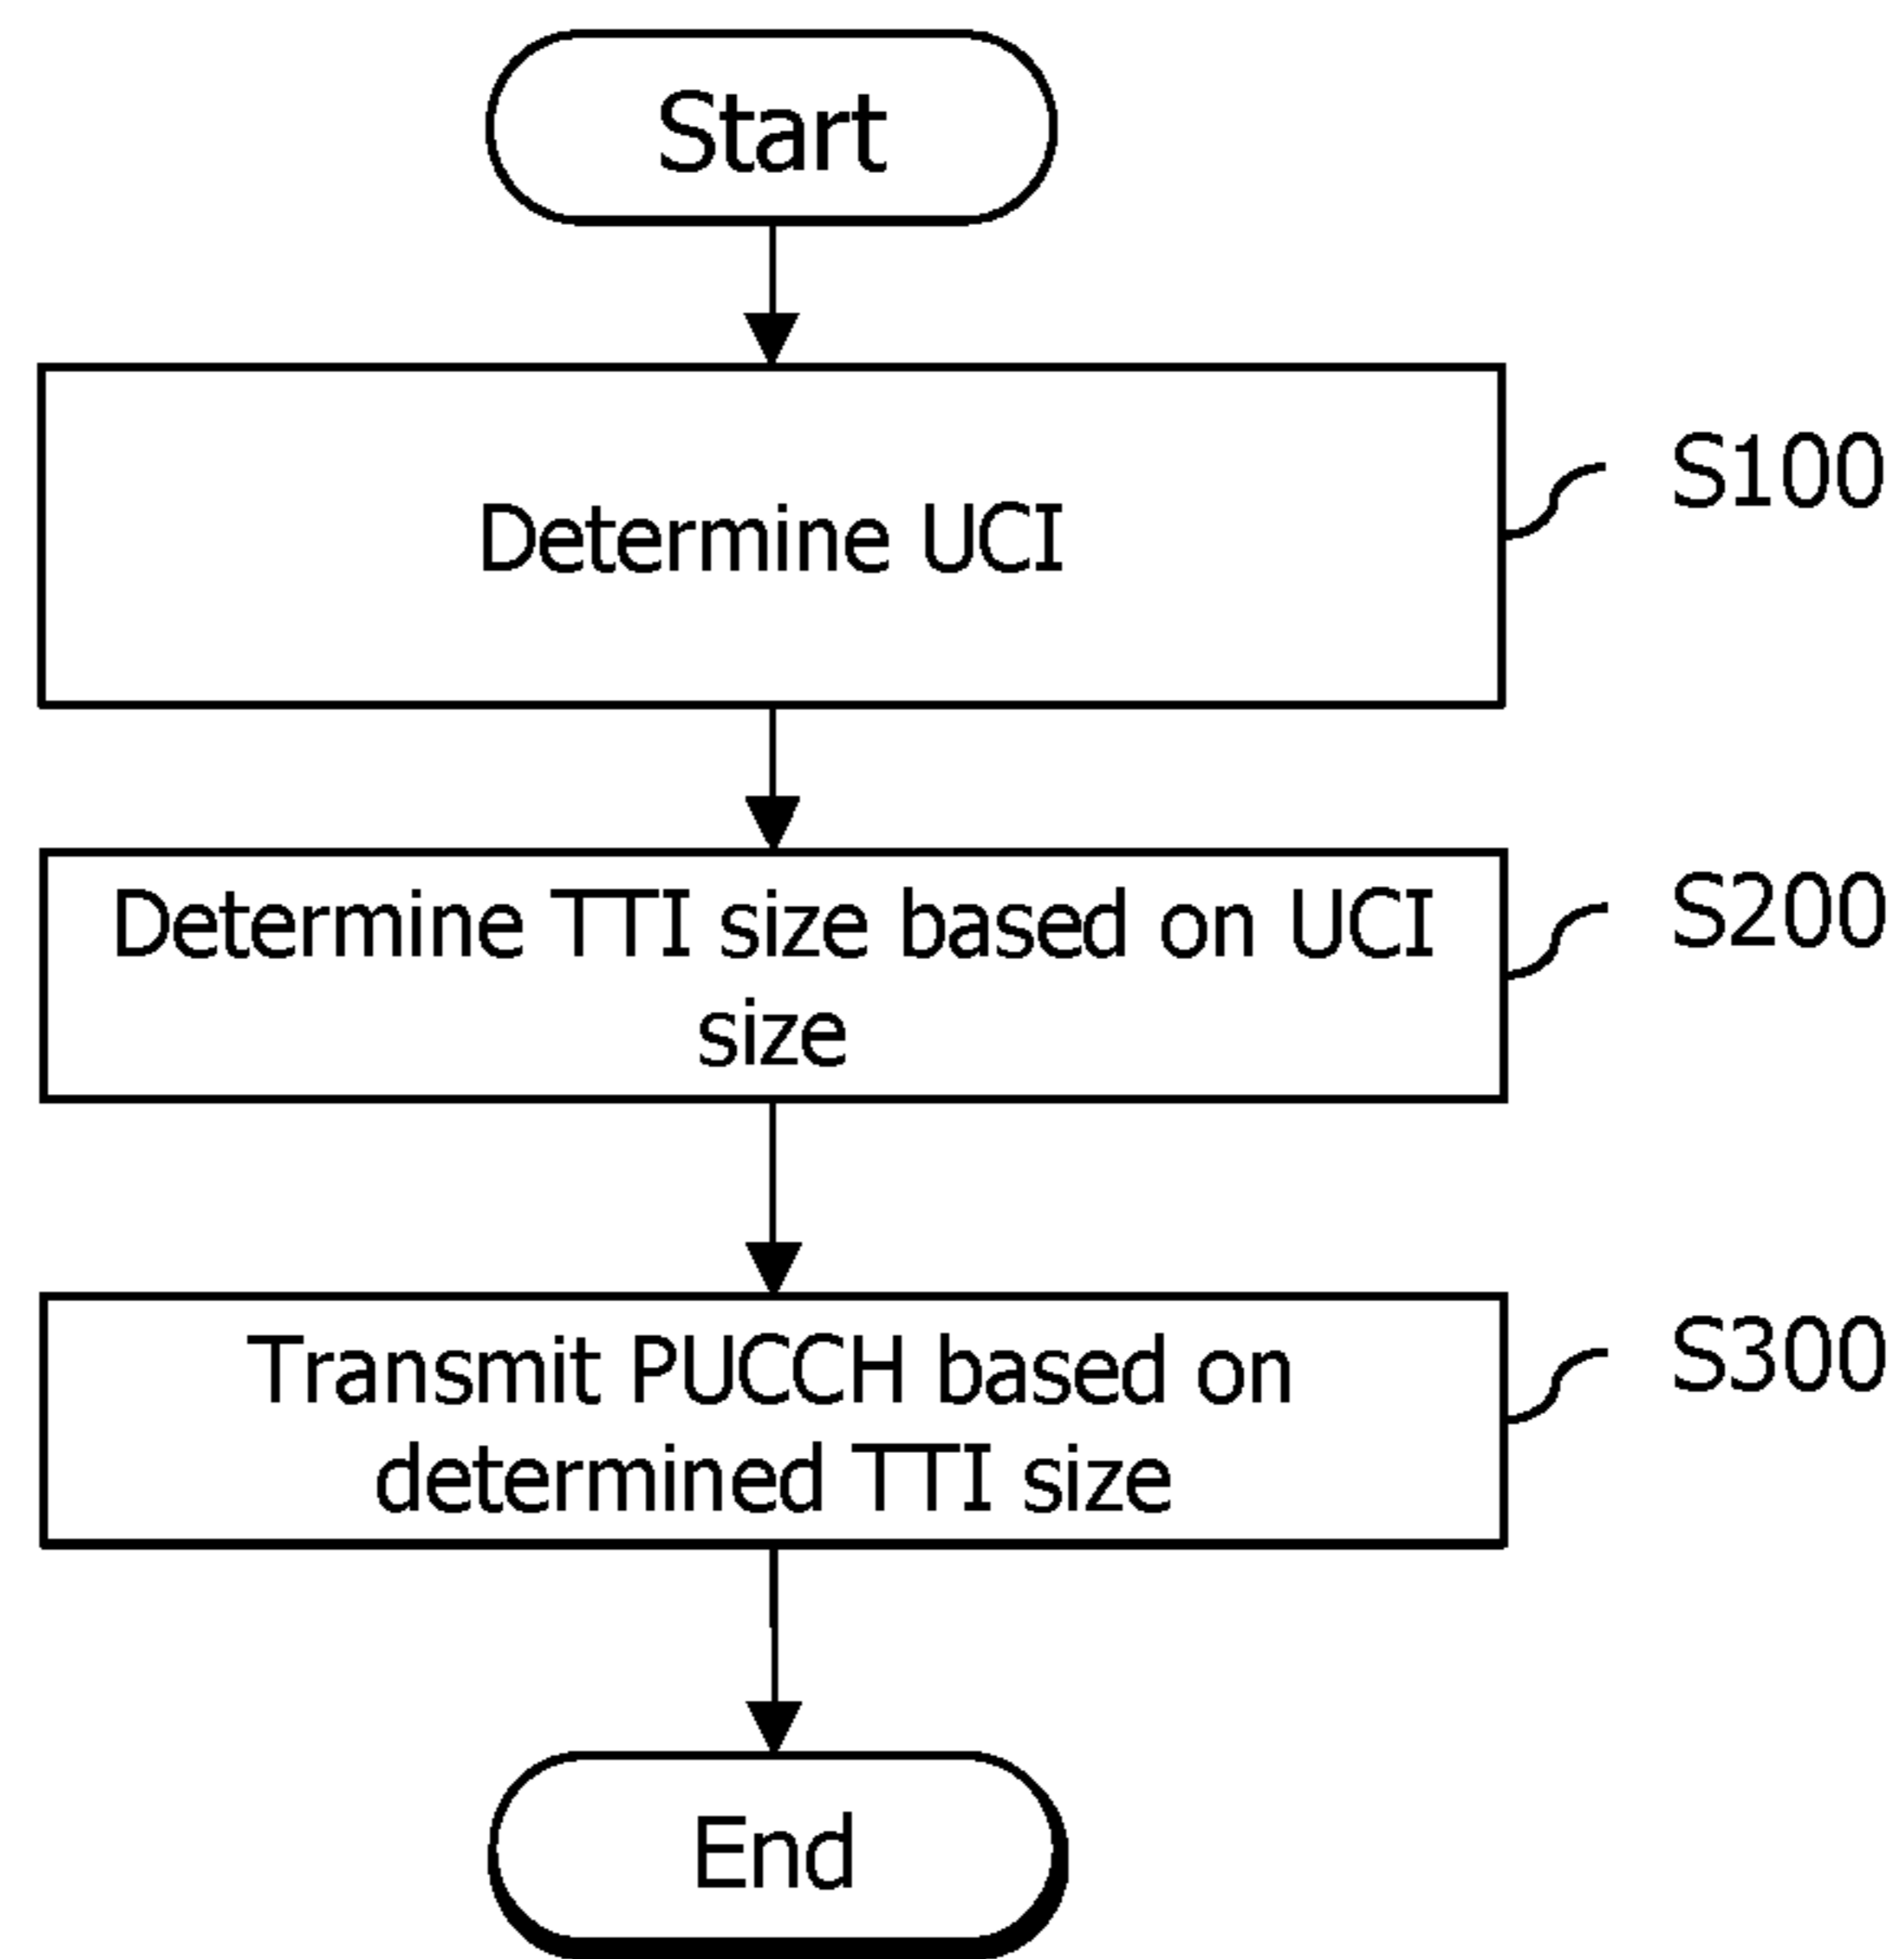 Start
Determine UCI
S100
Determine TTI size based on UCI
size
S200
Transmit PUCCH based on
determined TTI size
S300
End